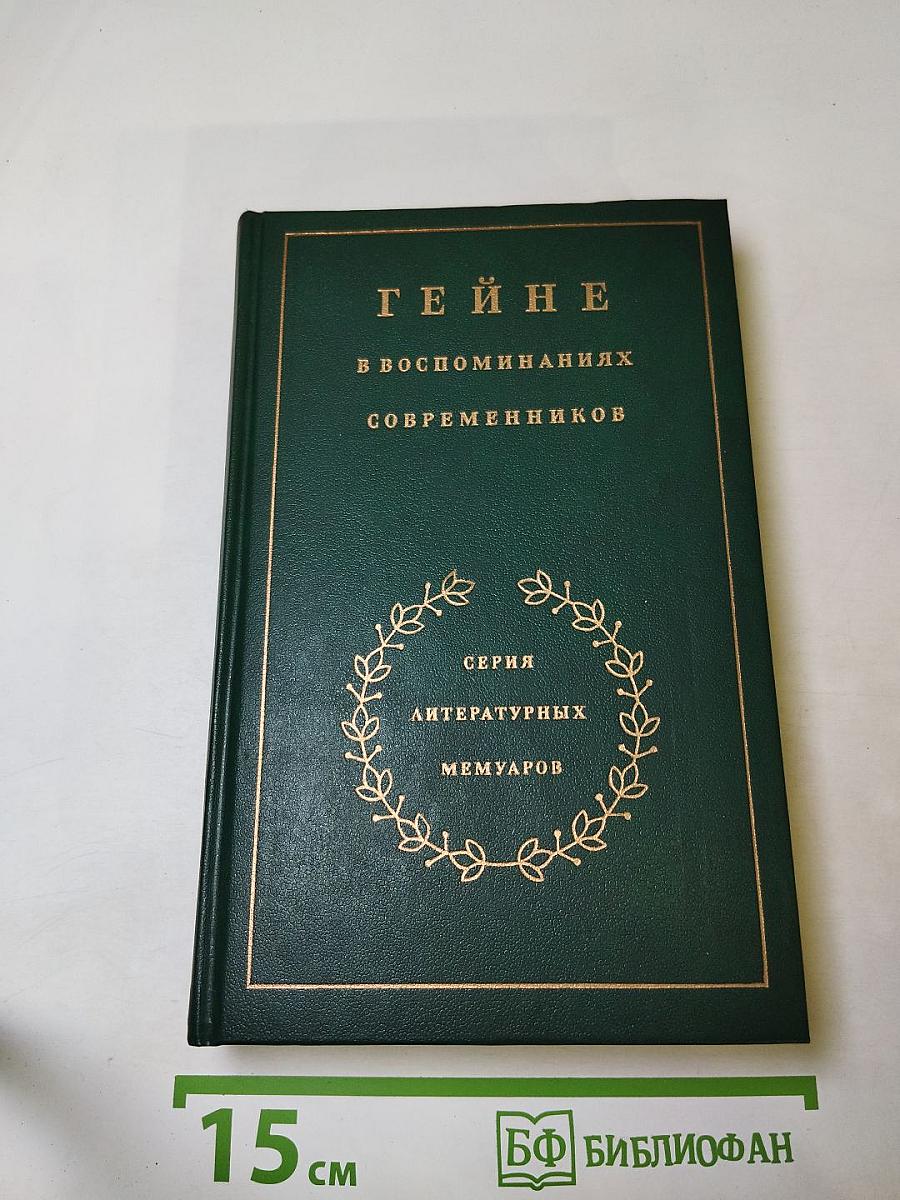 ГЕЙНЕ
В ВОСПОМИНАНИЯХ
СОВРЕМЕННИКОВ
СЕРИЯ
ЛИТЕРАТУРНЫХ
МЕМУАРОВ
15 см
БФ БИБЛИОФАН